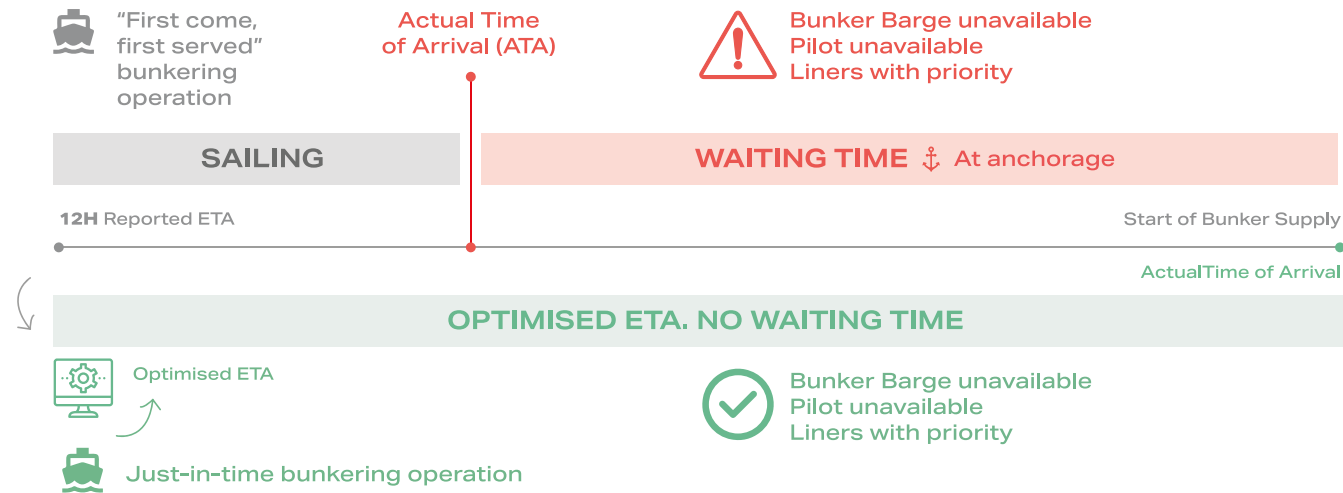 “First come,
first served”
bunkering
operation
Actual Time
of Arrival (ATA)
Bunker Barge unavailable
Pilot unavailable
Liners with priority
SAILING
WAITING TIME At anchorage
12H Reported ETA
Start of Bunker Supply
ActualTime of Arrival
OPTIMISED ETA. NO WAITING TIME
Optimised ETA
Bunker Barge unavailable
Pilot unavailable
Liners with priority
Just-in-time bunkering operation